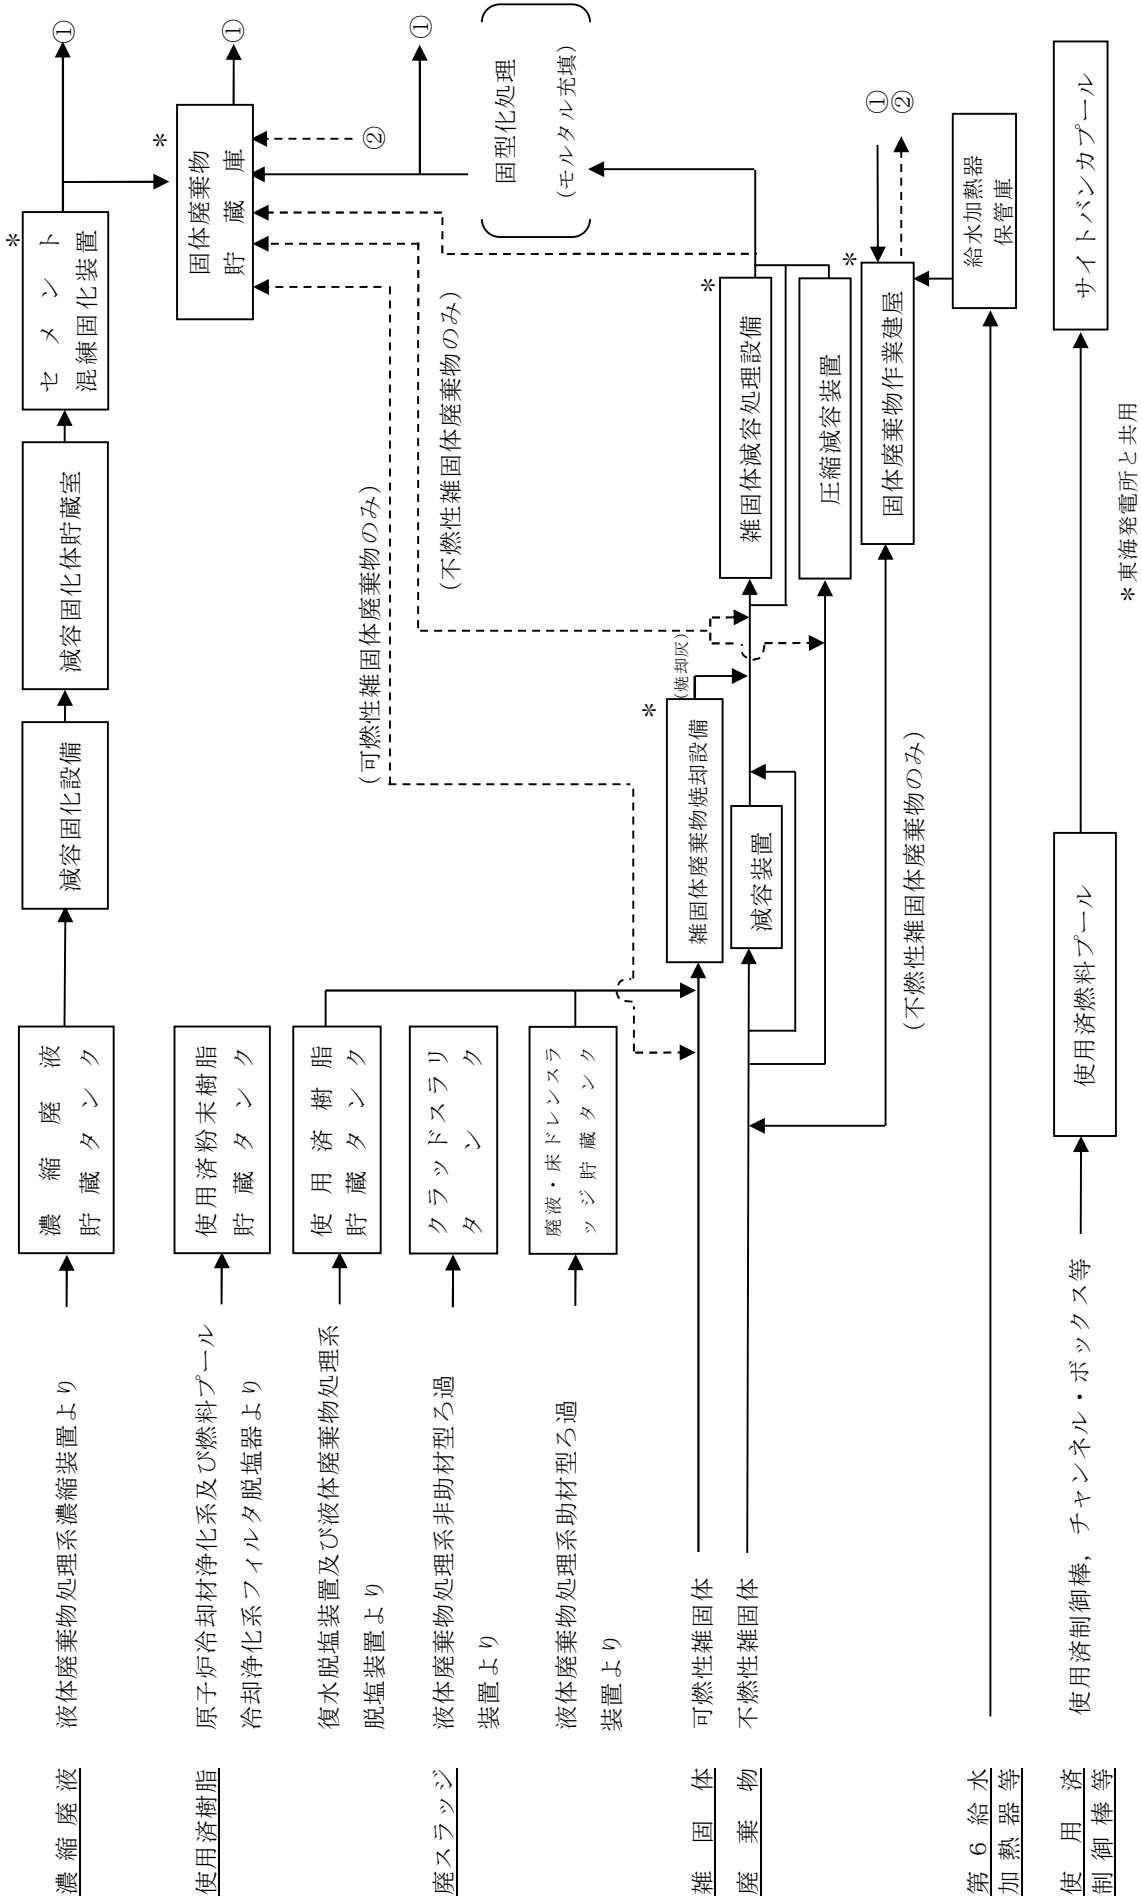 濃縮廃液
液体廃棄物処理系濃縮装置より
濃縮廃液
貯蔵タンク
減容固化設備
減容固化体貯蔵室
*
セメント
混練固化装置
①
使用済樹脂
原子炉冷却材浄化系及び燃料プール
冷却浄化系フィルタ脱塩器より
使用済粉末樹脂
貯蔵タンク
*
固体廃棄物
貯蔵庫
①
復水脱塩装置及び液体廃棄物処理系
脱塩装置より
使用済樹脂
貯蔵タンク
(可燃性雑固体廃棄物のみ)
②
①
廃スラッジ
液体廃棄物処理系非助材型ろ過
装置より
クラッドスラリ
タンク
(不燃性雑固体廃棄物のみ)
固型化処理
(モルタル充填)
液体廃棄物処理系助材型ろ過
装置より
廃液・床ドレンスラ
ッジ貯蔵タンク
雑固体
廃棄物
可燃性雑固体
不燃性雑固体
*
雑固体廃棄物焼却設備
(焼却灰)
減容装置
*
雑固体減容処理設備
圧縮減容装置
*
固体廃棄物作業建屋
①
②
(不燃性雑固体廃棄物のみ)
第6給水
加熱器等
給水加熱器
保管庫
使用済
制御棒等
使用済制御棒，チャンネル・ボックス等
使用済燃料プール
サイトバンカプール
*東海発電所と共用